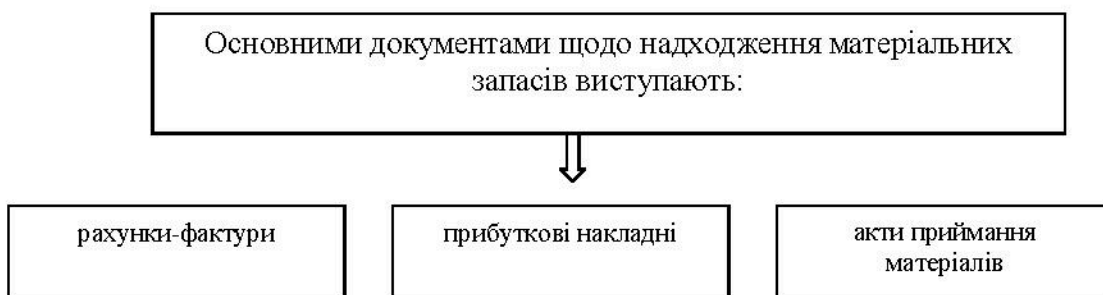 Основними документами щодо надходження матеріальних
запасів виступають:
рахунки-фактури
прибуткові накладні
акти приймання
матеріалів